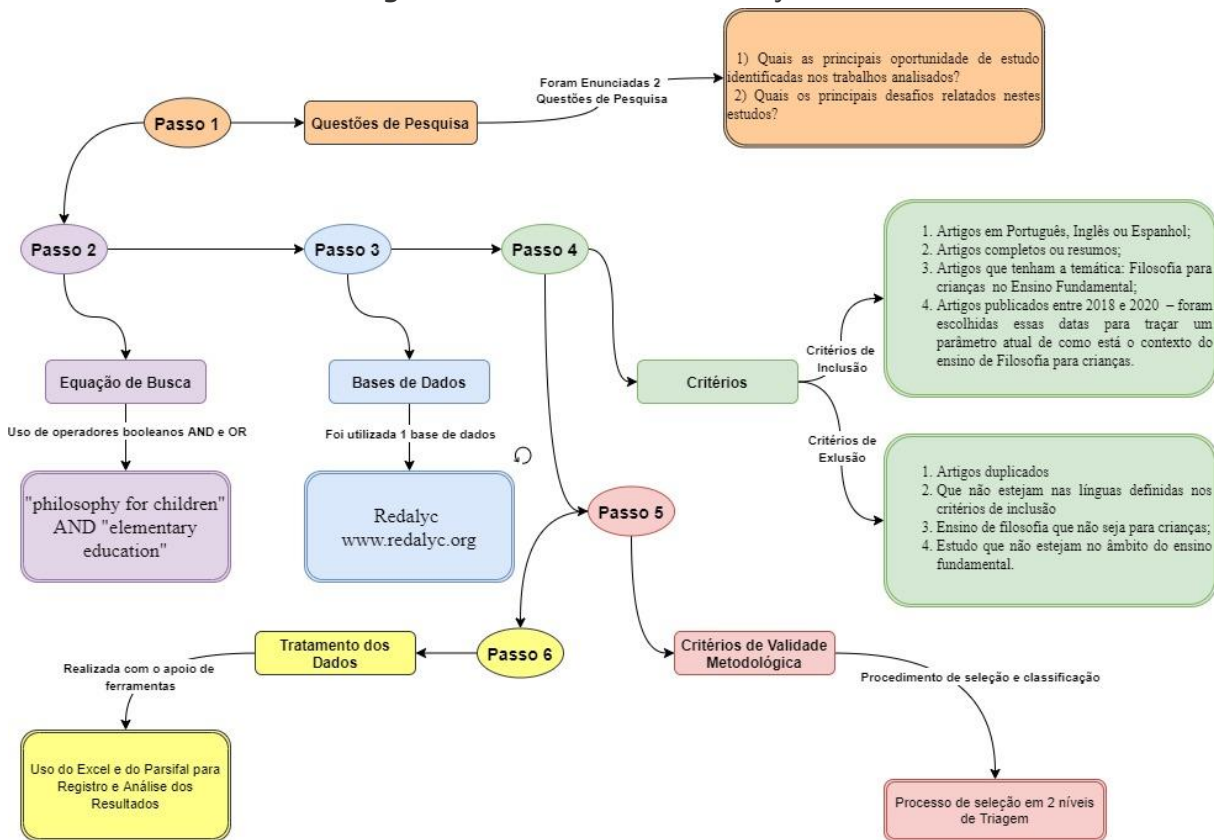 Passo 1
Questões de Pesquisa
Foram Enunciadas 2
Questões de Pesquisa
1) Quais as principais oportunidade de estudo
identificadas nos trabalhos analisados?
2) Quais os principais desafios relatados nestes
estudos?
Passo 2
Passo 3
Passo 4
Equação de Busca
Uso de operadores booleanos AND e OR
"philosophy for children"
AND "elementary
education"
Bases de Dados
Foi utilizada 1 base de dados
Redalyc
www.redalyc.org
Critérios
Critérios de
Inclusão
1. Artigos em Português, Inglês ou Espanhol;
2. Artigos completos ou resumos;
3. Artigos que tenham a temática: Filosofia para
crianças no Ensino Fundamental;
4. Artigos publicados entre 2018 e 2020 – foram
escolhidas essas datas para traçar um
parâmetro atual de como está o contexto do
ensino de Filosofia para crianças.
Critérios de
Exlusão
1. Artigos duplicados
2. Que não estejam nas línguas definidas nos
critérios de inclusão
3. Ensino de filosofia que não seja para crianças;
4. Estudo que não estejam no âmbito do ensino
fundamental.
Passo 5
Critérios de Validade
Metodológica
Procedimento de seleção e classificação
Processo de seleção em 2 níveis
de Triagem
Passo 6
Tratamento dos
Dados
Realizada com o apoio de
ferramentas
Uso do Excel e do Parsifal para
Registro e Análise dos
Resultados